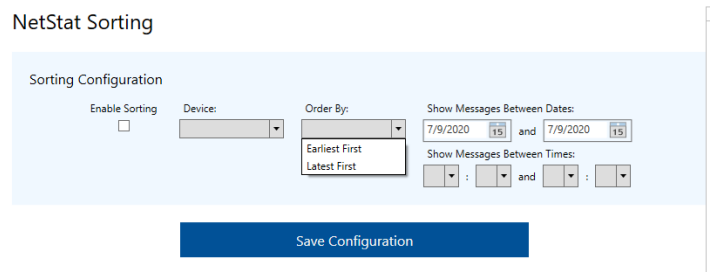 NetStat Sorting
Sorting Configuration
Enable Sorting Device: Order By: Show Messages Between Dates:
7/9/2020 15 and 7/9/2020 15
Earliest First
Latest First
Show Messages Between Times:
: and :
Save Configuration